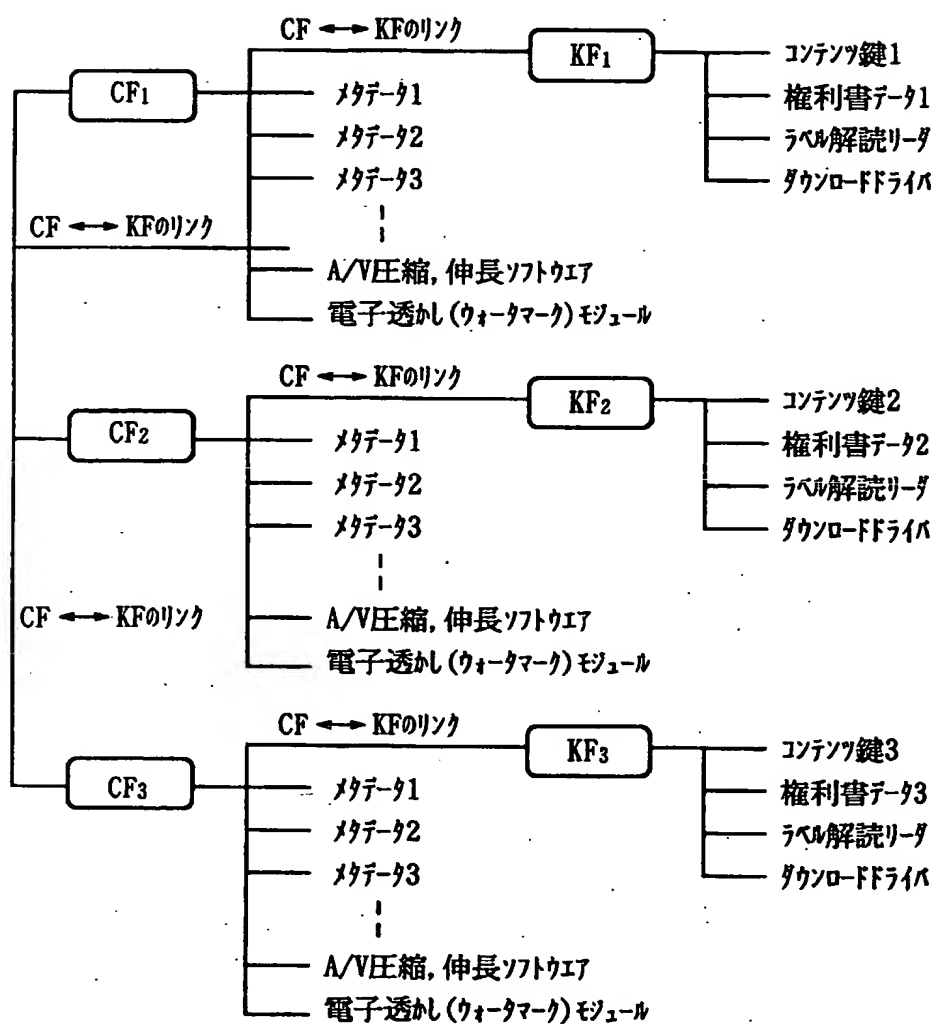 CF ⟷ KFのリンク
KF1
コンテンツ鍵1
CF1
メタデータ1
権利書データ1
メタデータ2
ラベル解読リーダ
メタデータ3
ダウンロードドライバ
CF ⟷ KFのリンク
A/V圧縮,伸長ソフトウエア
電子透かし(ウォータマーク)モジュール
CF ⟷ KFのリンク
KF2
コンテンツ鍵2
CF2
メタデータ1
権利書データ2
メタデータ2
ラベル解読リーダ
メタデータ3
ダウンロードドライバ
CF ⟷ KFのリンク
A/V圧縮,伸長ソフトウエア
電子透かし(ウォータマーク)モジュール
CF ⟷ KFのリンク
KF3
コンテンツ鍵3
CF3
メタデータ1
権利書データ3
メタデータ2
ラベル解読リーダ
メタデータ3
ダウンロードドライバ
A/V圧縮,伸長ソフトウエア
電子透かし(ウォータマーク)モジュール